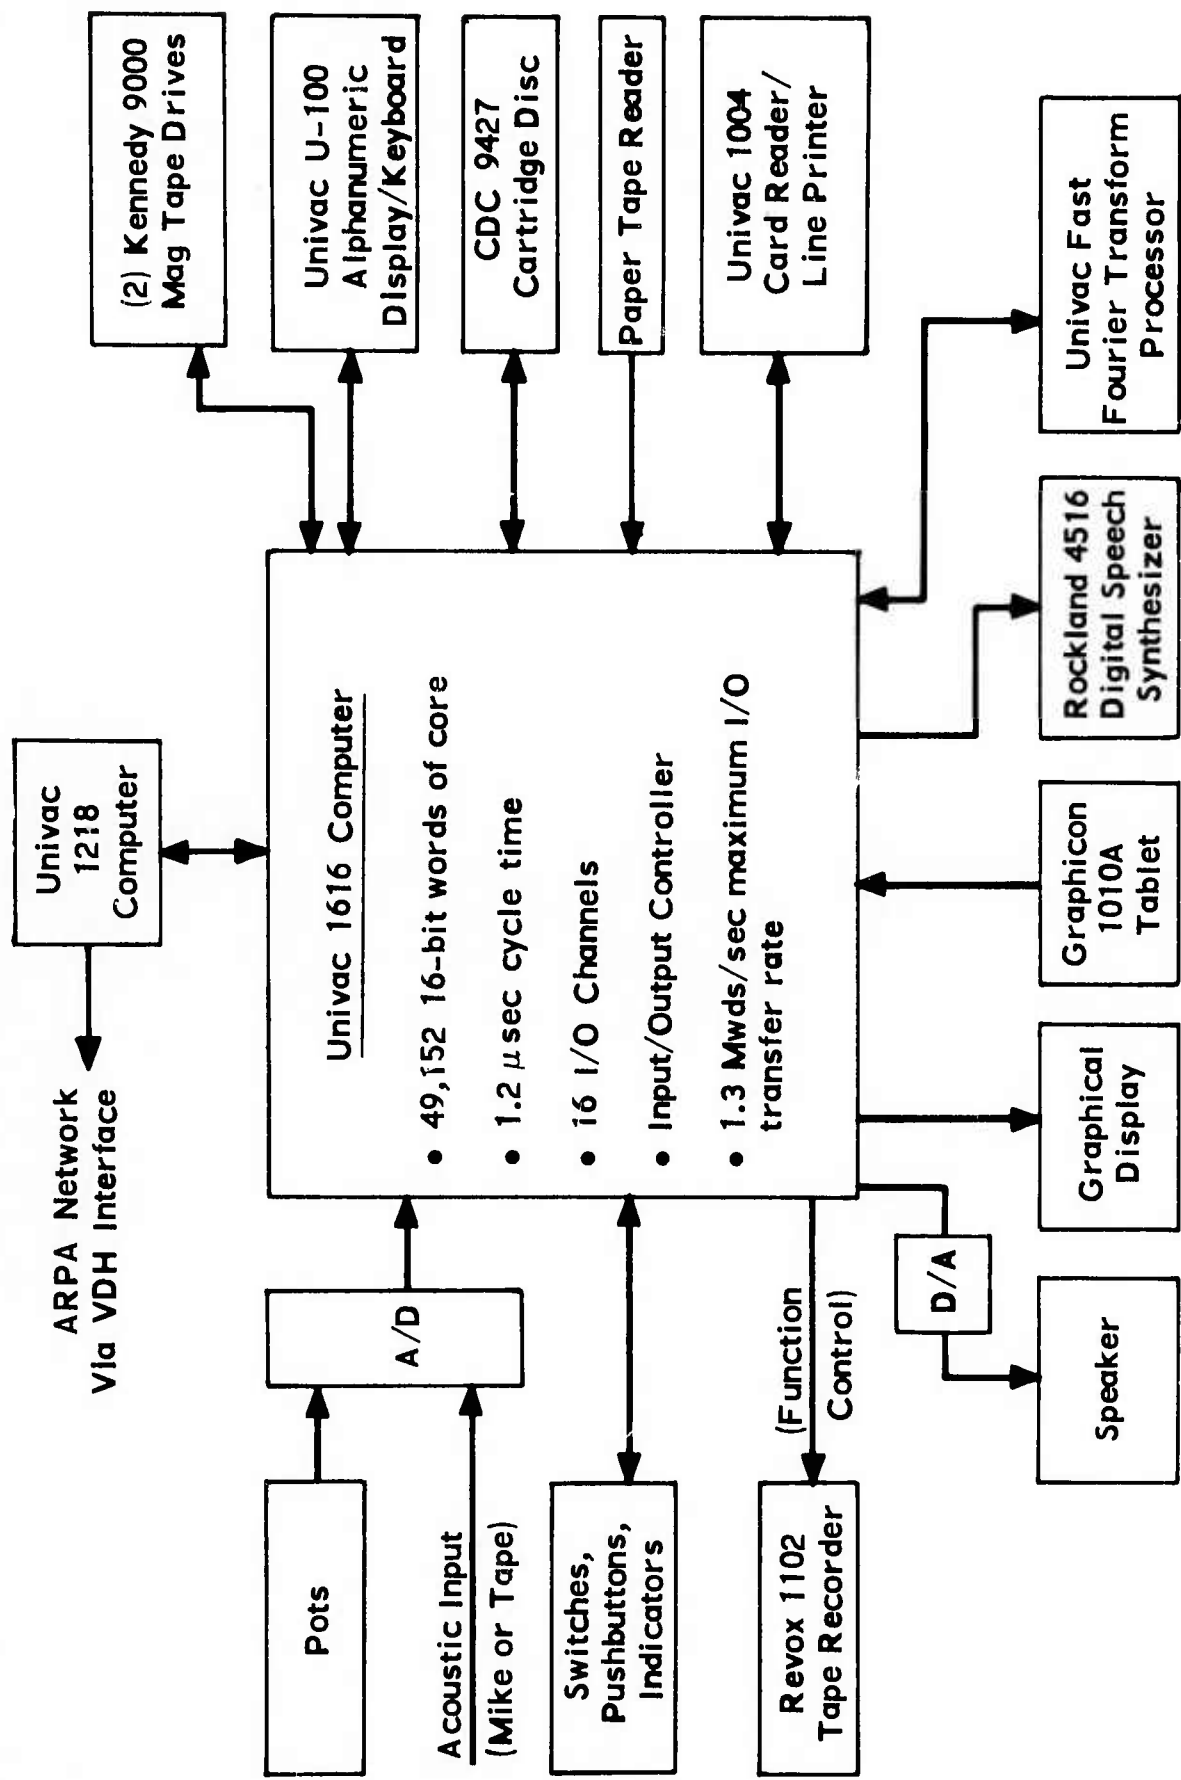 ARPA Network
Via VDH Interface
Univac
1218
Computer
(2) Kennedy 9000
Mag Tape Drives
Univac U-100
Alphanumeric
Display/Keyboard
CDC 9427
Cartridge Disc
Paper Tape Reader
Univac 1004
Card Reader/
Line Printer
Pots
A/D
Acoustic Input
(Mike or Tape)
Switches,
Pushbuttons,
Indicators
Revox 1102
Tape Recorder
(Function
Control)
Univac 1616 Computer
• 49,152 16-bit words of core
• 1.2 μsec cycle time
• 16 I/O Channels
• Input/Output Controller
• 1.3 Mwds/sec maximum I/O
transfer rate
D/A
Speaker
Graphical
Display
Graphicon
1010A
Tablet
Rockland 4516
Digital Speech
Synthesizer
Univac Fast
Fourier Transform
Processor